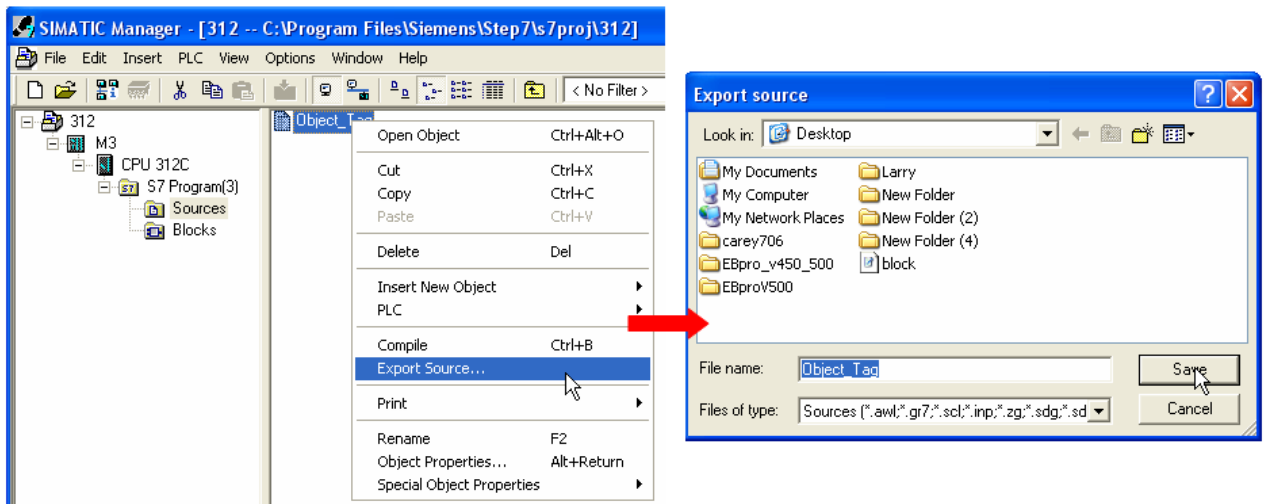 SIMATIC Manager - [312 -- C:\Program Files\Siemens\Step7\s7proj\312]
File Edit Insert PLC View Options Window Help
< No Filter >
312
M3
CPU 312C
S7 Program(3)
Sources
Blocks
Object_Tag
Open Object Ctrl+Alt+O
Cut Ctrl+X
Copy Ctrl+C
Paste Ctrl+V
Delete Del
Insert New Object
PLC
Compile Ctrl+B
Export Source...
Print
Rename F2
Object Properties... Alt+Return
Special Object Properties
Export source
Look in: Desktop
My Documents
My Computer
My Network Places
carey706
EBpro_v450_500
EBproV500
Larry
New Folder
New Folder (2)
New Folder (4)
block
File name: Object_Tag
Save
Files of type: Sources (*.awl;*.gr7;*.scl;*.inp;*.zg;*.sdg;*.sd
Cancel